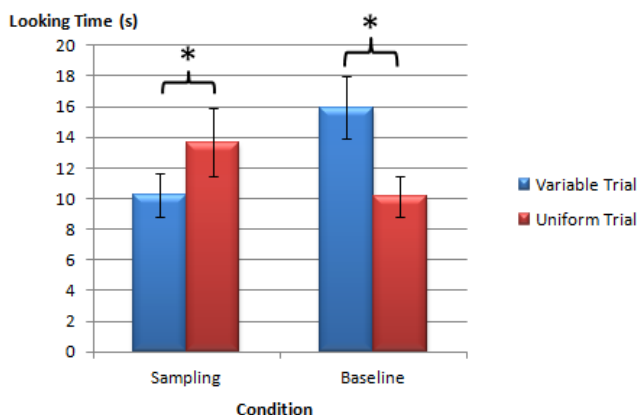 Looking Time (s)
20
18
16
14
12
10
8
6
4
2
0
*
*
Sampling
Baseline
Condition
Variable Trial
Uniform Trial